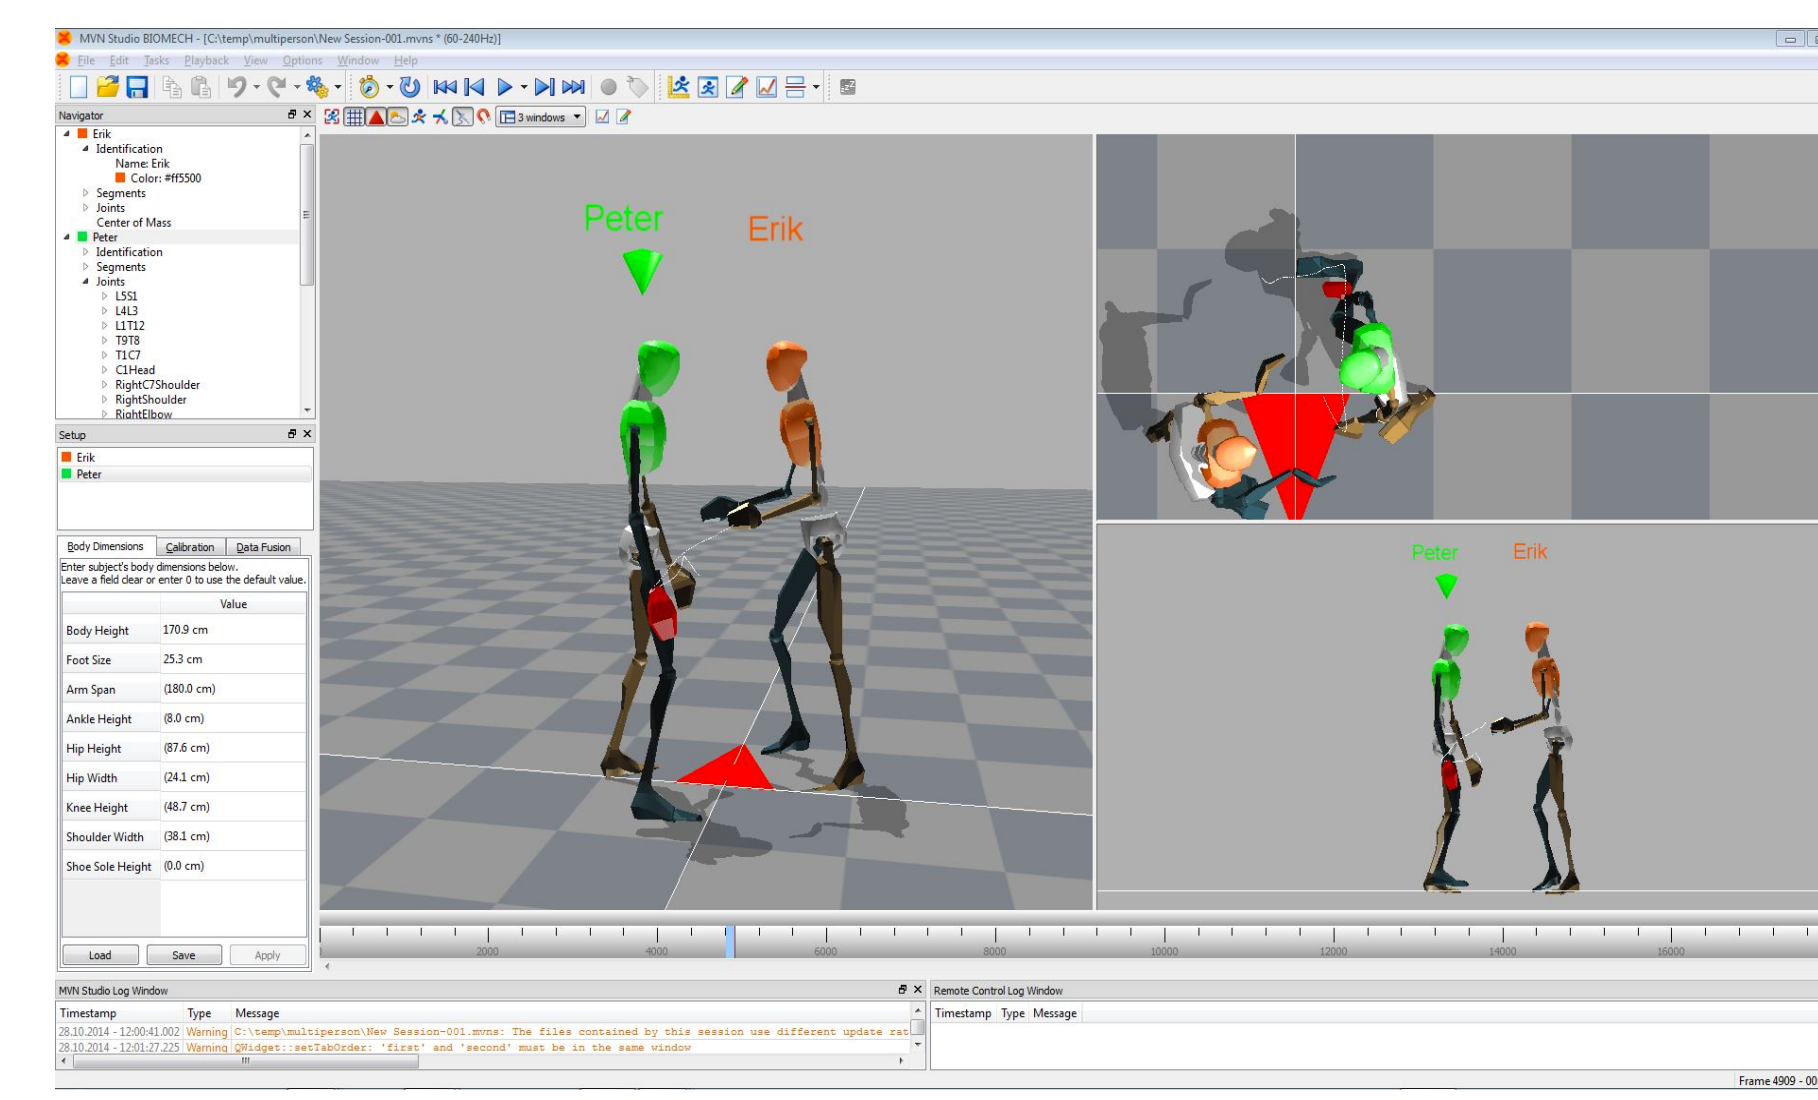 MVN Studio BIOMECH - [C:\temp\multiperson\New Session-001.mvns * (60-240Hz)]
File Edit Tasks Playback View Options Window Help
Navigator
3 windows
Erik
Identification
Name: Erik
Color: #ff5500
Segments
Joints
Center of Mass
Peter
Identification
Segments
Joints
L5S1
L4L3
L1T12
T9T8
T1C7
C1Head
RightC7Shoulder
RightShoulder
RightElbow
Setup
Erik
Peter
Body Dimensions Calibration Data Fusion
Enter subject's body dimensions below.
Leave a field clear or enter 0 to use the default value.
Value
Body Height 170.9 cm
Foot Size 25.3 cm
Arm Span (180.0 cm)
Ankle Height (8.0 cm)
Hip Height (87.6 cm)
Hip Width (24.1 cm)
Knee Height (48.7 cm)
Shoulder Width (38.1 cm)
Shoe Sole Height (0.0 cm)
Load Save Apply
Peter Erik
Peter Erik
2000 4000 6000 8000 10000 12000 14000 16000
MVN Studio Log Window
Timestamp Type Message
28.10.2014 - 12:00:41.002 Warning C:\temp\multiperson\New Session-001.mvns: The files contained by this session use different update rat
28.10.2014 - 12:01:27.225 Warning QWidget::setTabOrder: 'first' and 'second' must be in the same window
Remote Control Log Window
Timestamp Type Message
Frame 4909 - 00